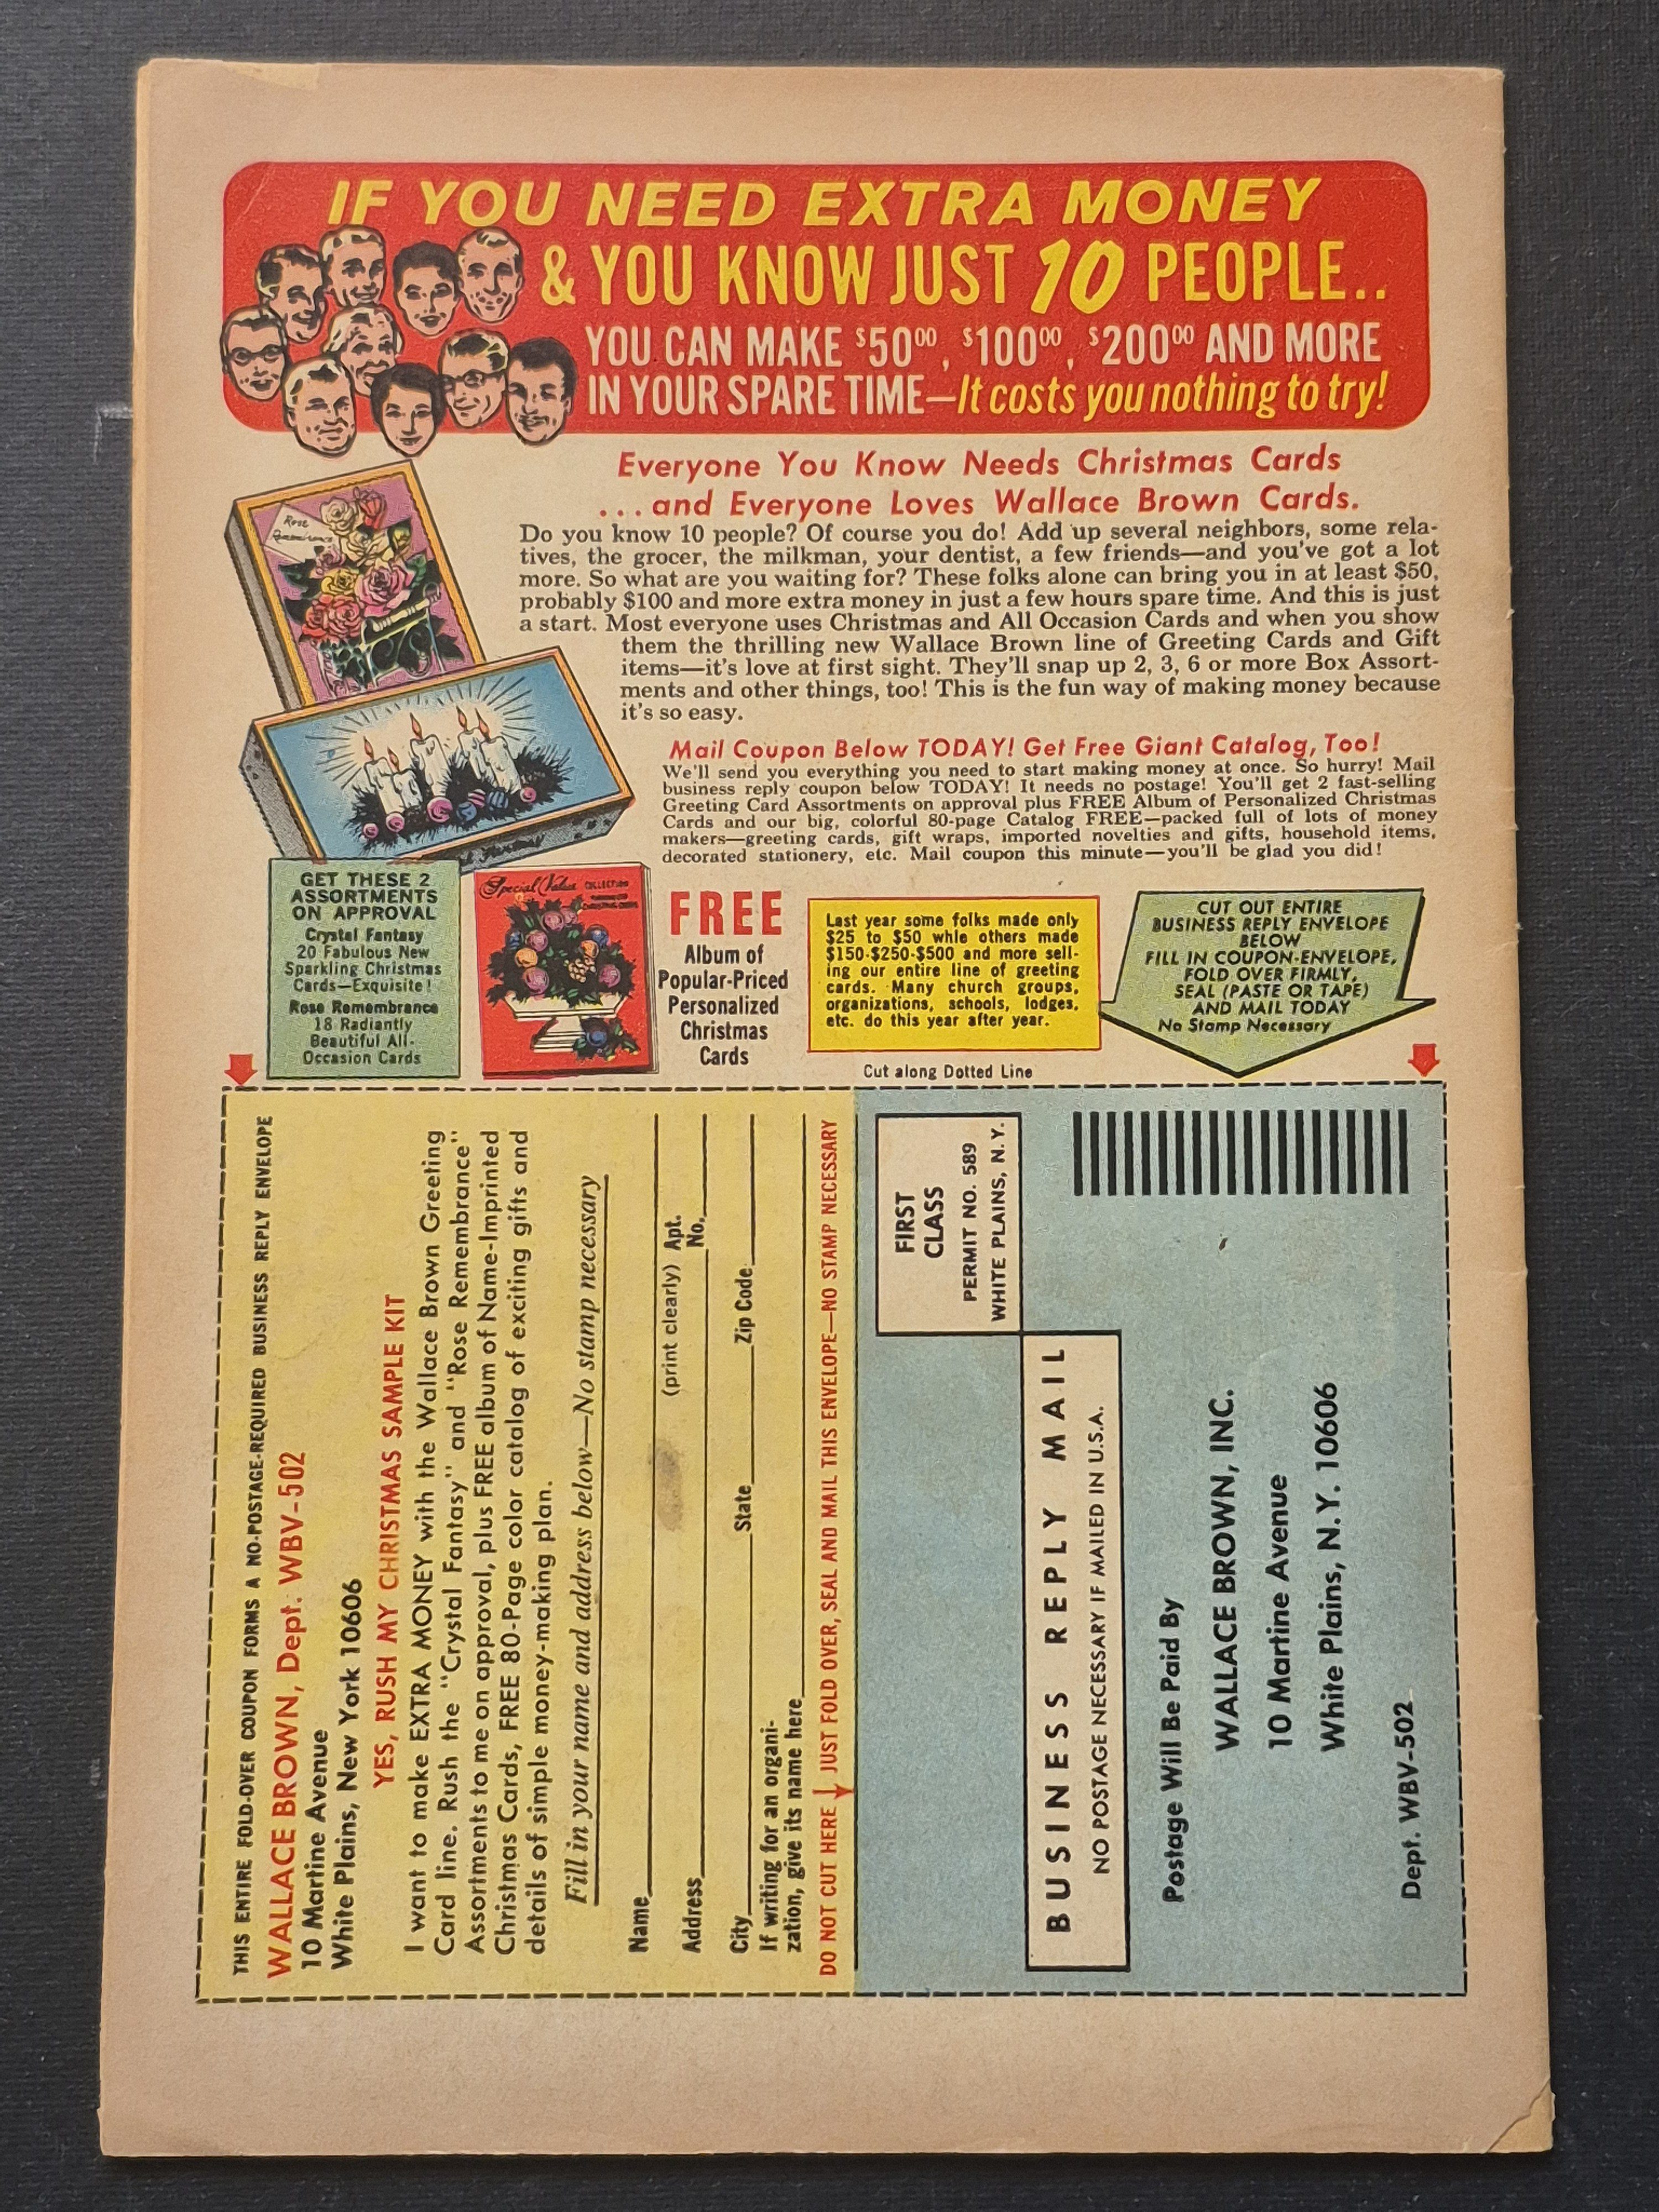 IF YOU NEED EXTRA MONEY
& YOU KNOW JUST 10 PEOPLE..
YOU CAN MAKE $50⁰⁰, $100⁰⁰, $200⁰⁰ AND MORE
IN YOUR SPARE TIME—It costs you nothing to try!
Everyone You Know Needs Christmas Cards
...and Everyone Loves Wallace Brown Cards.
Do you know 10 people? Of course you do! Add up several neighbors, some rela-
tives, the grocer, the milkman, your dentist, a few friends—and you've got a lot
more. So what are you waiting for? These folks alone can bring you in at least $50,
probably $100 and more extra money in just a few hours spare time. And this is just
a start. Most everyone uses Christmas and All Occasion Cards and when you show
them the thrilling new Wallace Brown line of Greeting Cards and Gift
items—it's love at first sight. They'll snap up 2, 3, 6 or more Box Assort-
ments and other things, too! This is the fun way of making money because
it's so easy.
Rose
Mail Coupon Below TODAY! Get Free Giant Catalog, Too!
We'll send you everything you need to start making money at once. So hurry! Mail
business reply coupon below TODAY! It needs no postage! You'll get 2 fast-selling
Greeting Card Assortments on approval plus FREE Album of Personalized Christmas
Cards and our big, colorful 80-page Catalog FREE—packed full of lots of money
makers—greeting cards, gift wraps, imported novelties and gifts, household items,
decorated stationery, etc. Mail coupon this minute—you'll be glad you did!
GET THESE 2
ASSORTMENTS
ON APPROVAL
Crystal Fantasy
20 Fabulous New
Sparkling Christmas
Cards—Exquisite!
Rose Remembrance
18 Radiantly
Beautiful All-
Occasion Cards
Special Value COLLECTION
CHRISTMAS CARDS
FREE
Album of
Popular-Priced
Personalized
Christmas
Cards
Last year some folks made only
$25 to $50 whle others made
$150-$250-$500 and more sell-
ing our entire line of greeting
cards. Many church groups,
organizations, schools, lodges,
etc. do this year after year.
CUT OUT ENTIRE
BUSINESS REPLY ENVELOPE
BELOW
FILL IN COUPON-ENVELOPE,
FOLD OVER FIRMLY,
SEAL (PASTE OR TAPE)
AND MAIL TODAY
No Stamp Necessary
Cut along Dotted Line
THIS ENTIRE FOLD-OVER COUPON FORMS A NO-POSTAGE-REQUIRED BUSINESS REPLY ENVELOPE
WALLACE BROWN, Dept. WBV-502
10 Martine Avenue
White Plains, New York 10606
YES, RUSH MY CHRISTMAS SAMPLE KIT
I want to make EXTRA MONEY with the Wallace Brown Greeting
Card line. Rush the "Crystal Fantasy" and "Rose Remembrance"
Assortments to me on approval, plus FREE album of Name-Imprinted
Christmas Cards, FREE 80-Page color catalog of exciting gifts and
details of simple money-making plan.
Fill in your name and address below—No stamp necessary
Name
(print clearly)
Address
Apt.
No.
City State Zip Code
If writing for an organi-
zation, give its name here
DO NOT CUT HERE JUST FOLD OVER, SEAL AND MAIL THIS ENVELOPE—NO STAMP NECESSARY
FIRST
CLASS
PERMIT NO. 589
WHITE PLAINS, N.Y.
BUSINESS REPLY MAIL
NO POSTAGE NECESSARY IF MAILED IN U.S.A.
Postage Will Be Paid By
WALLACE BROWN, INC.
10 Martine Avenue
White Plains, N.Y. 10606
Dept. WBV-502